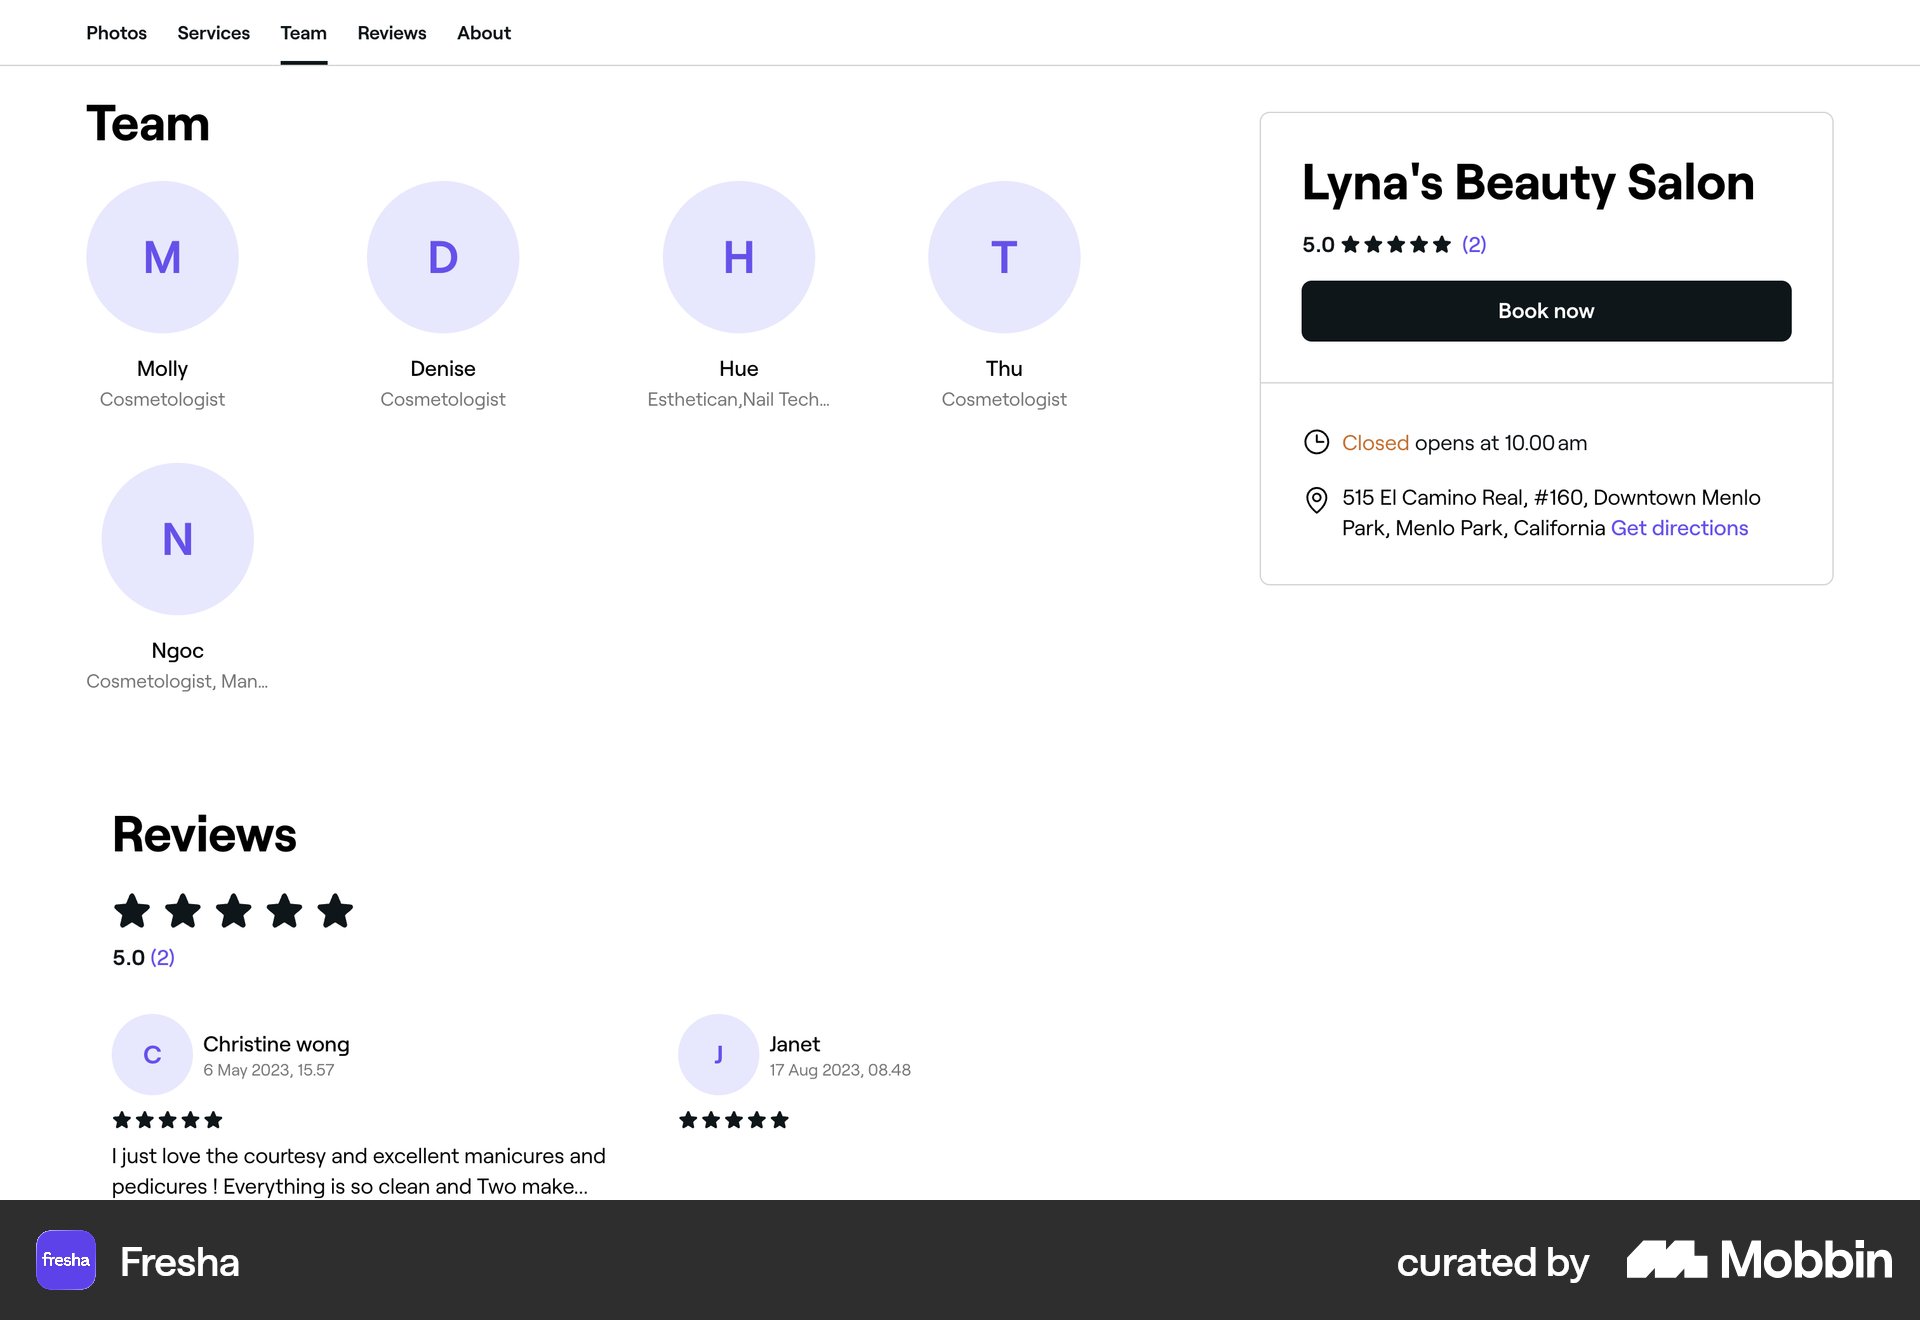 Photos Services Team Reviews About
Team
M D H T
Molly Denise Hue Thu
Cosmetologist Cosmetologist Esthetican,Nail Tech... Cosmetologist
N
Ngoc
Cosmetologist, Man...
Lyna's Beauty Salon
5.0 (2)
Book now
Closed opens at 10.00 am
515 El Camino Real, #160, Downtown Menlo
Park, Menlo Park, California Get directions
Reviews
5.0 (2)
C
Christine wong
6 May 2023, 15.57
I just love the courtesy and excellent manicures and
pedicures ! Everything is so clean and Two make...
J
Janet
17 Aug 2023, 08.48
fresha Fresha
curated by Mobbin